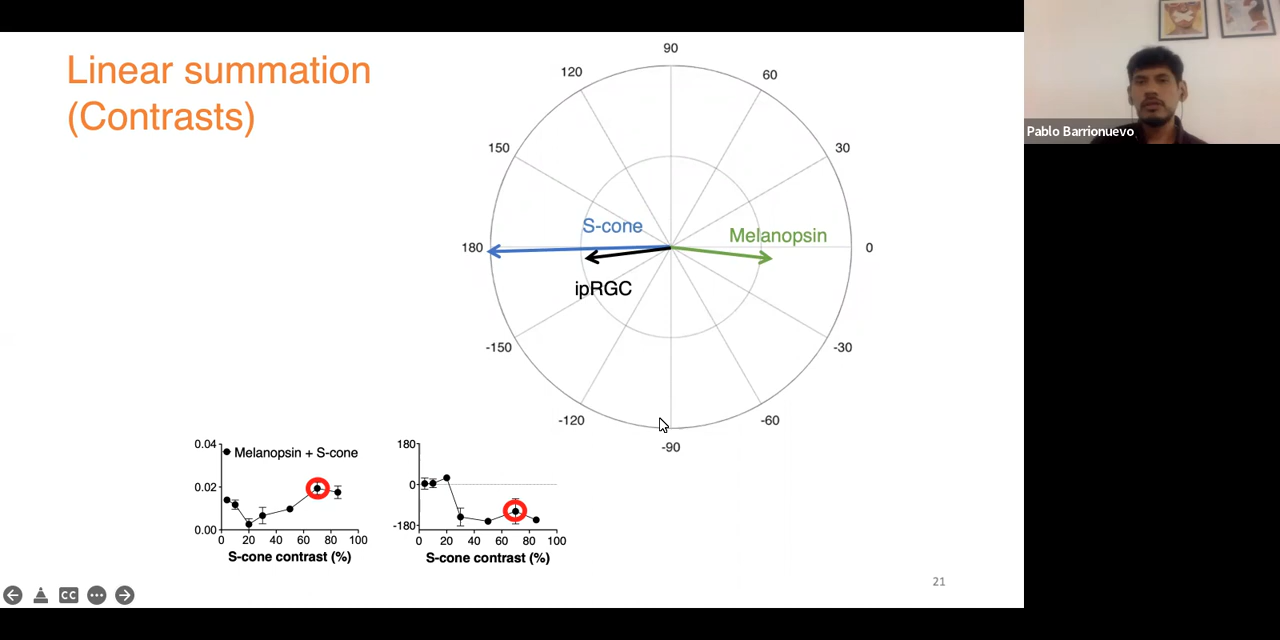 Linear summation
(Contrasts)
90
120
60
150
30
S-cone
Melanopsin
180
0
ipRGC
-150
-30
-120
-60
-90
Pablo Barrionuevo
0.04
Melanopsin + S-cone
0.02
0.00
0 20 40 60 80 100
S-cone contrast (%)
180
0
-180
0 20 40 60 80 100
S-cone contrast (%)
21
CC